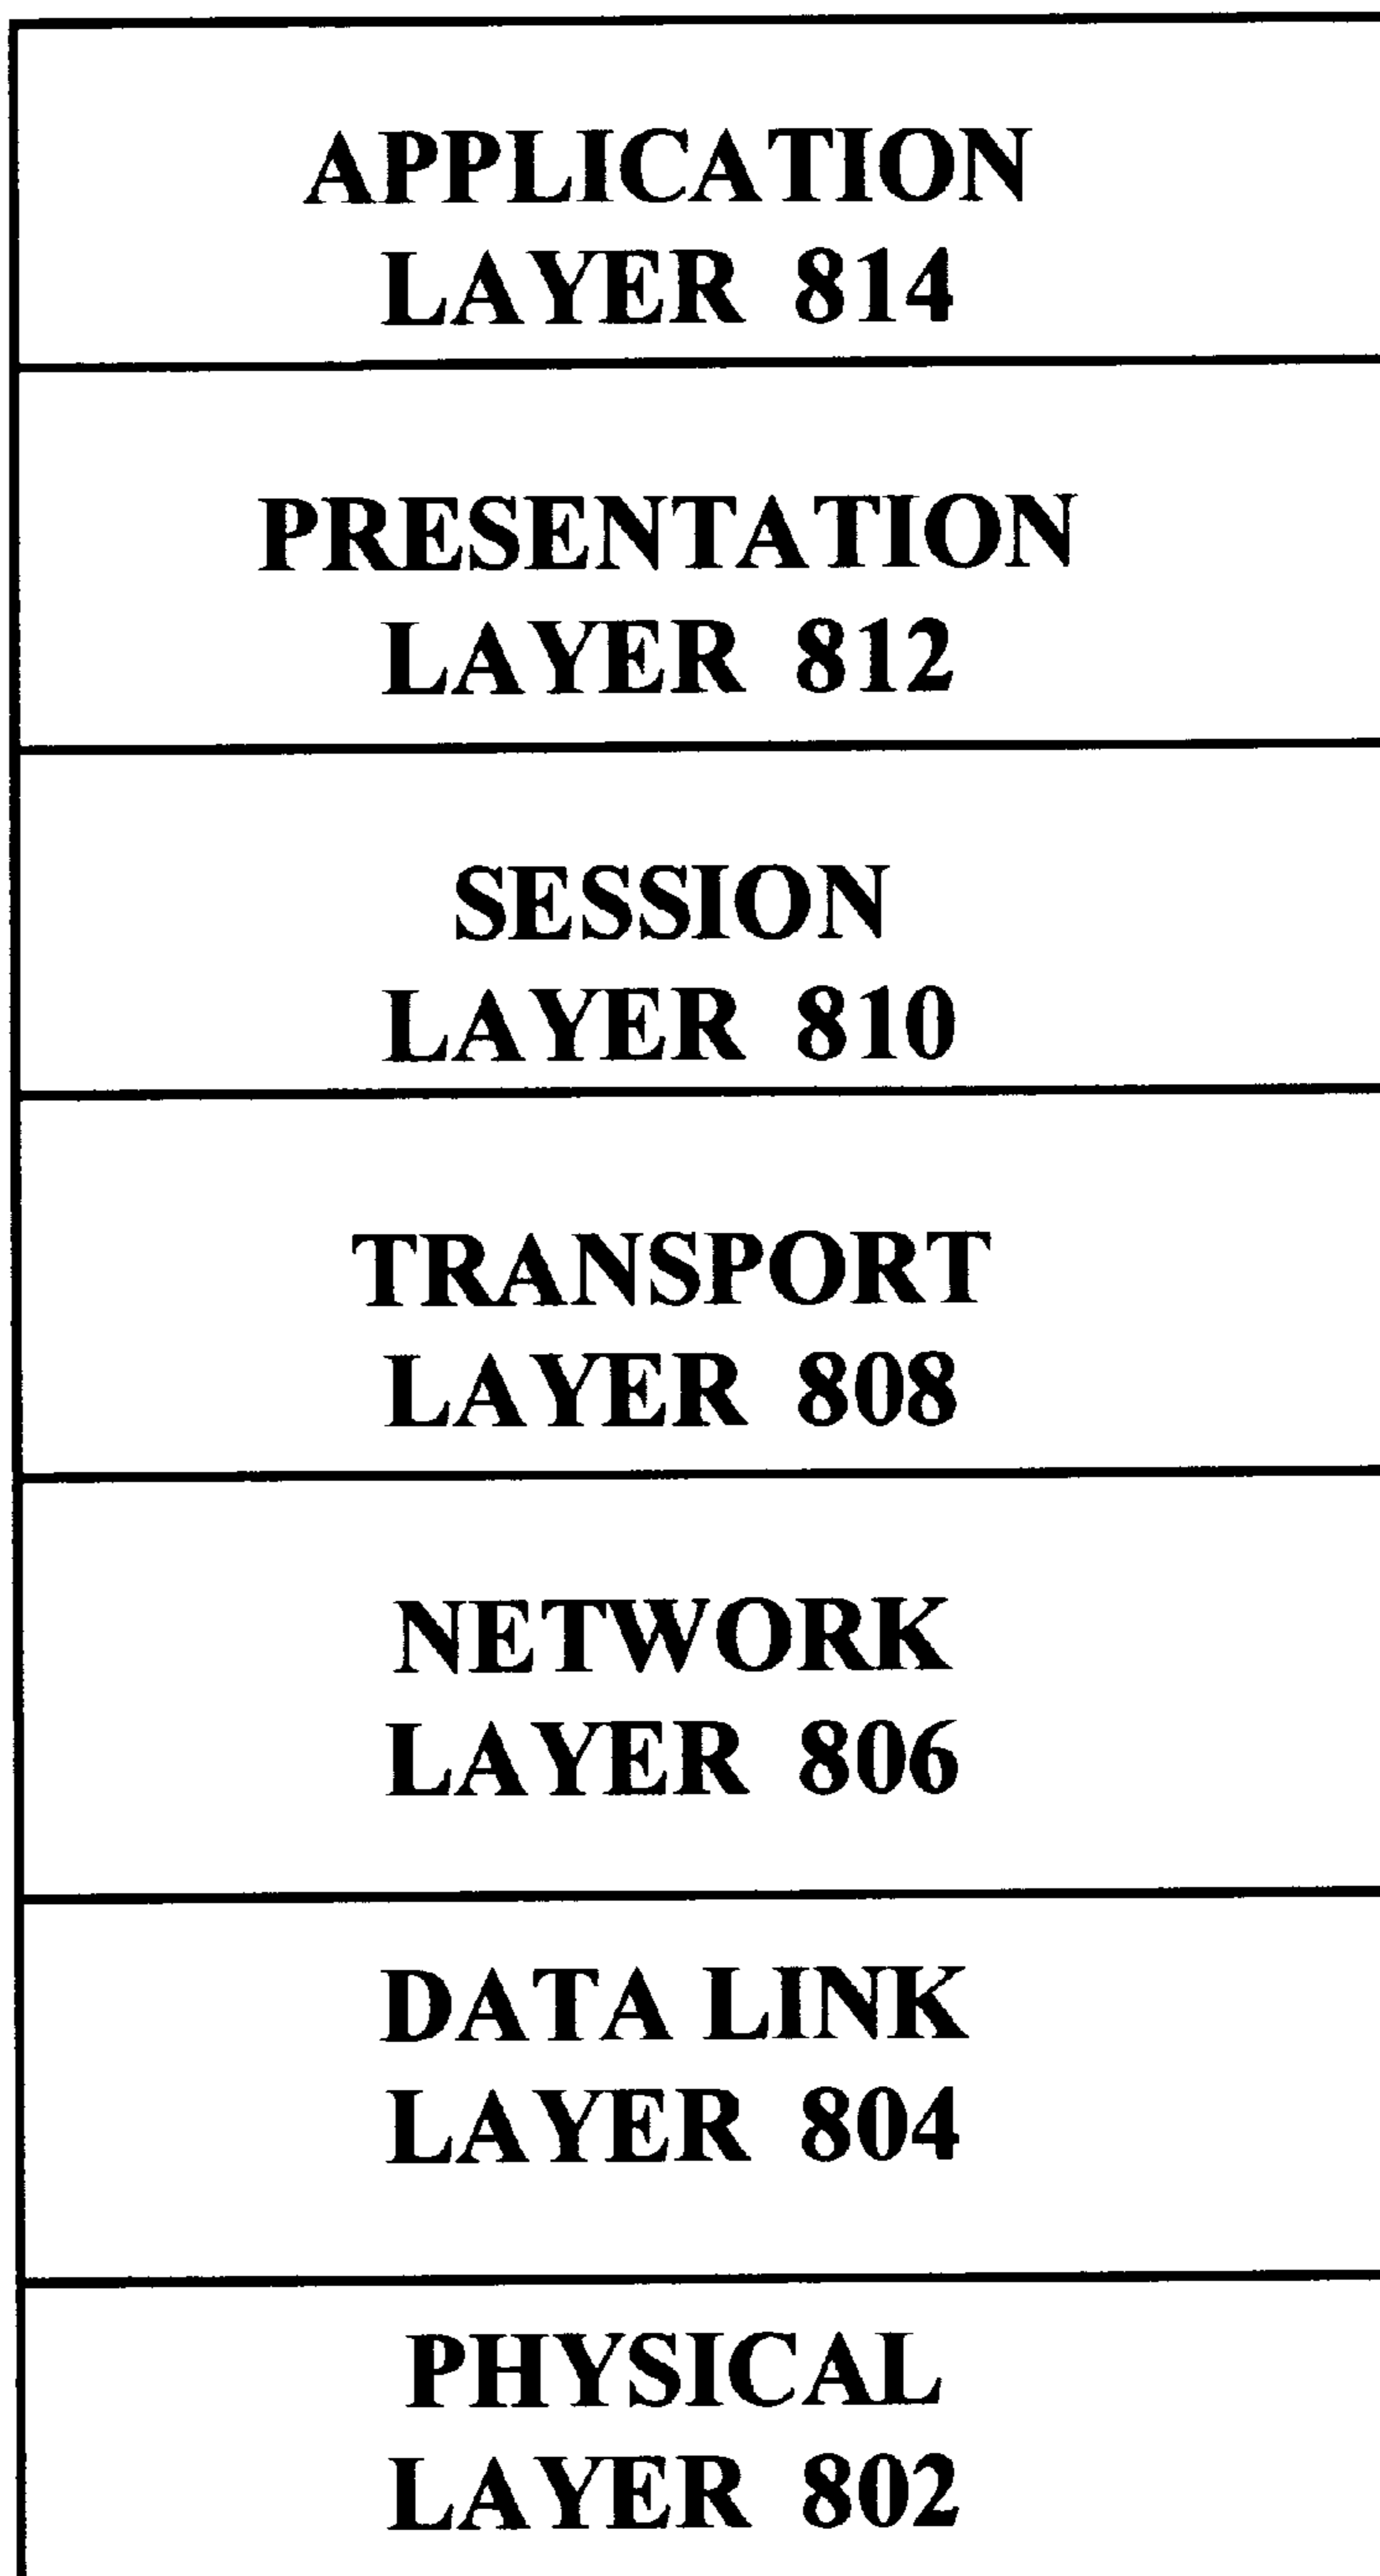 APPLICATION
LAYER 814
PRESENTATION
LAYER 812
SESSION
LAYER 810
TRANSPORT
LAYER 808
NETWORK
LAYER 806
DATA LINK
LAYER 804
PHYSICAL
LAYER 802